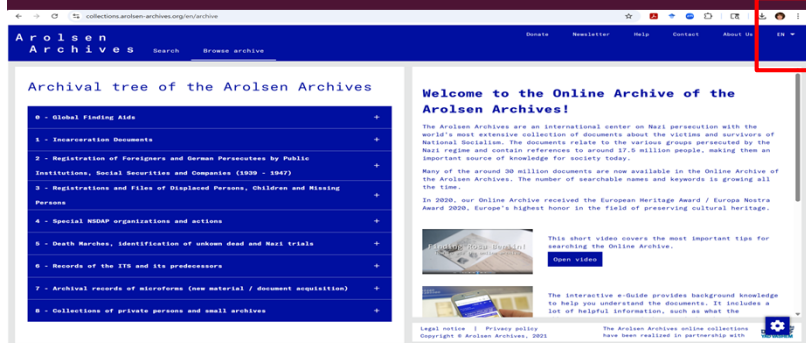 collections.arolsen-archives.org/en/archive
Arolsen
Archives
Search
Browse archive
Donate
Newsletter
Help
Contact
About Us
EN
Archival tree of the Arolsen Archives
0 - Global Finding Aids
1 - Incarceration Documents
2 - Registration of Foreigners and German Persecutees by Public
Institutions, Social Securities and Companies (1939 - 1947)
3 - Registrations and Files of Displaced Persons, Children and Missing
Persons
4 - Special NSDAP organizations and actions
5 - Death Marches, identification of unkown dead and Nazi trials
6 - Records of the ITS and its predecessors
7 - Archival records of microforms (new material / document acquisition)
8 - Collections of private persons and small archives
Welcome to the Online Archive of the
Arolsen Archives!
The Arolsen Archives are an international center on Nazi persecution with the
world's most extensive collection of documents about the victims and survivors of
National Socialism. The documents relate to the various groups persecuted by the
Nazi regime and contain references to around 17.5 million people, making them an
important source of knowledge for society today.
Many of the around 30 million documents are now available in the Online Archive of
the Arolsen Archives. The number of searchable names and keywords is growing all
the time.
In 2020, our Online Archive received the European Heritage Award / Europa Nostra
Award 2020, Europe's highest honor in the field of preserving cultural heritage.
Finding Rosa Benimi
This short video covers the most important tips for
searching the Online Archive.
Open video
The interactive e-Guide provides background knowledge
to help you understand the documents. It includes a
lot of helpful information, such as what the
Legal notice | Privacy policy
Copyright © Arolsen Archives, 2021
The Arolsen Archives online collections
have been realized in partnership with